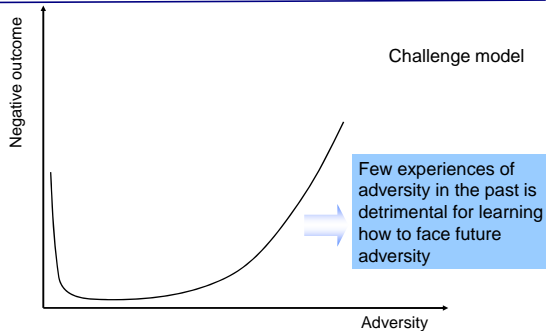 Negative outcome
Challenge model
Few experiences of
adversity in the past is
detrimental for learning
how to face future
adversity
Adversity